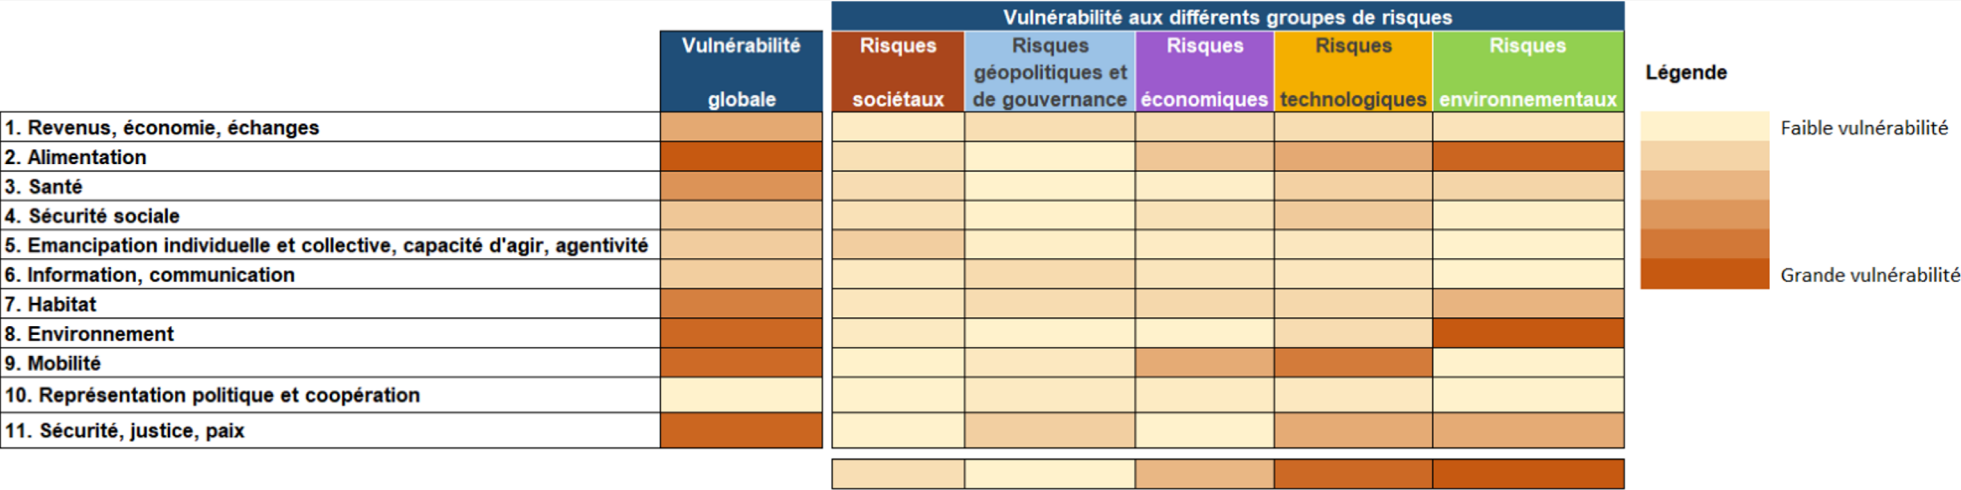 Vulnérabilité aux différents groupes de risques
Vulnérabilité
globale
Risques
sociétaux
Risques
géopolitiques et
de gouvernance
Risques
économiques
Risques
technologiques
Risques
environnementaux
Légende
1. Revenus, économie, échanges
2. Alimentation
3. Santé
4. Sécurité sociale
5. Emancipation individuelle et collective, capacité d'agir, agentivité
6. Information, communication
7. Habitat
8. Environnement
9. Mobilité
10. Représentation politique et coopération
11. Sécurité, justice, paix
Faible vulnérabilité
Grande vulnérabilité